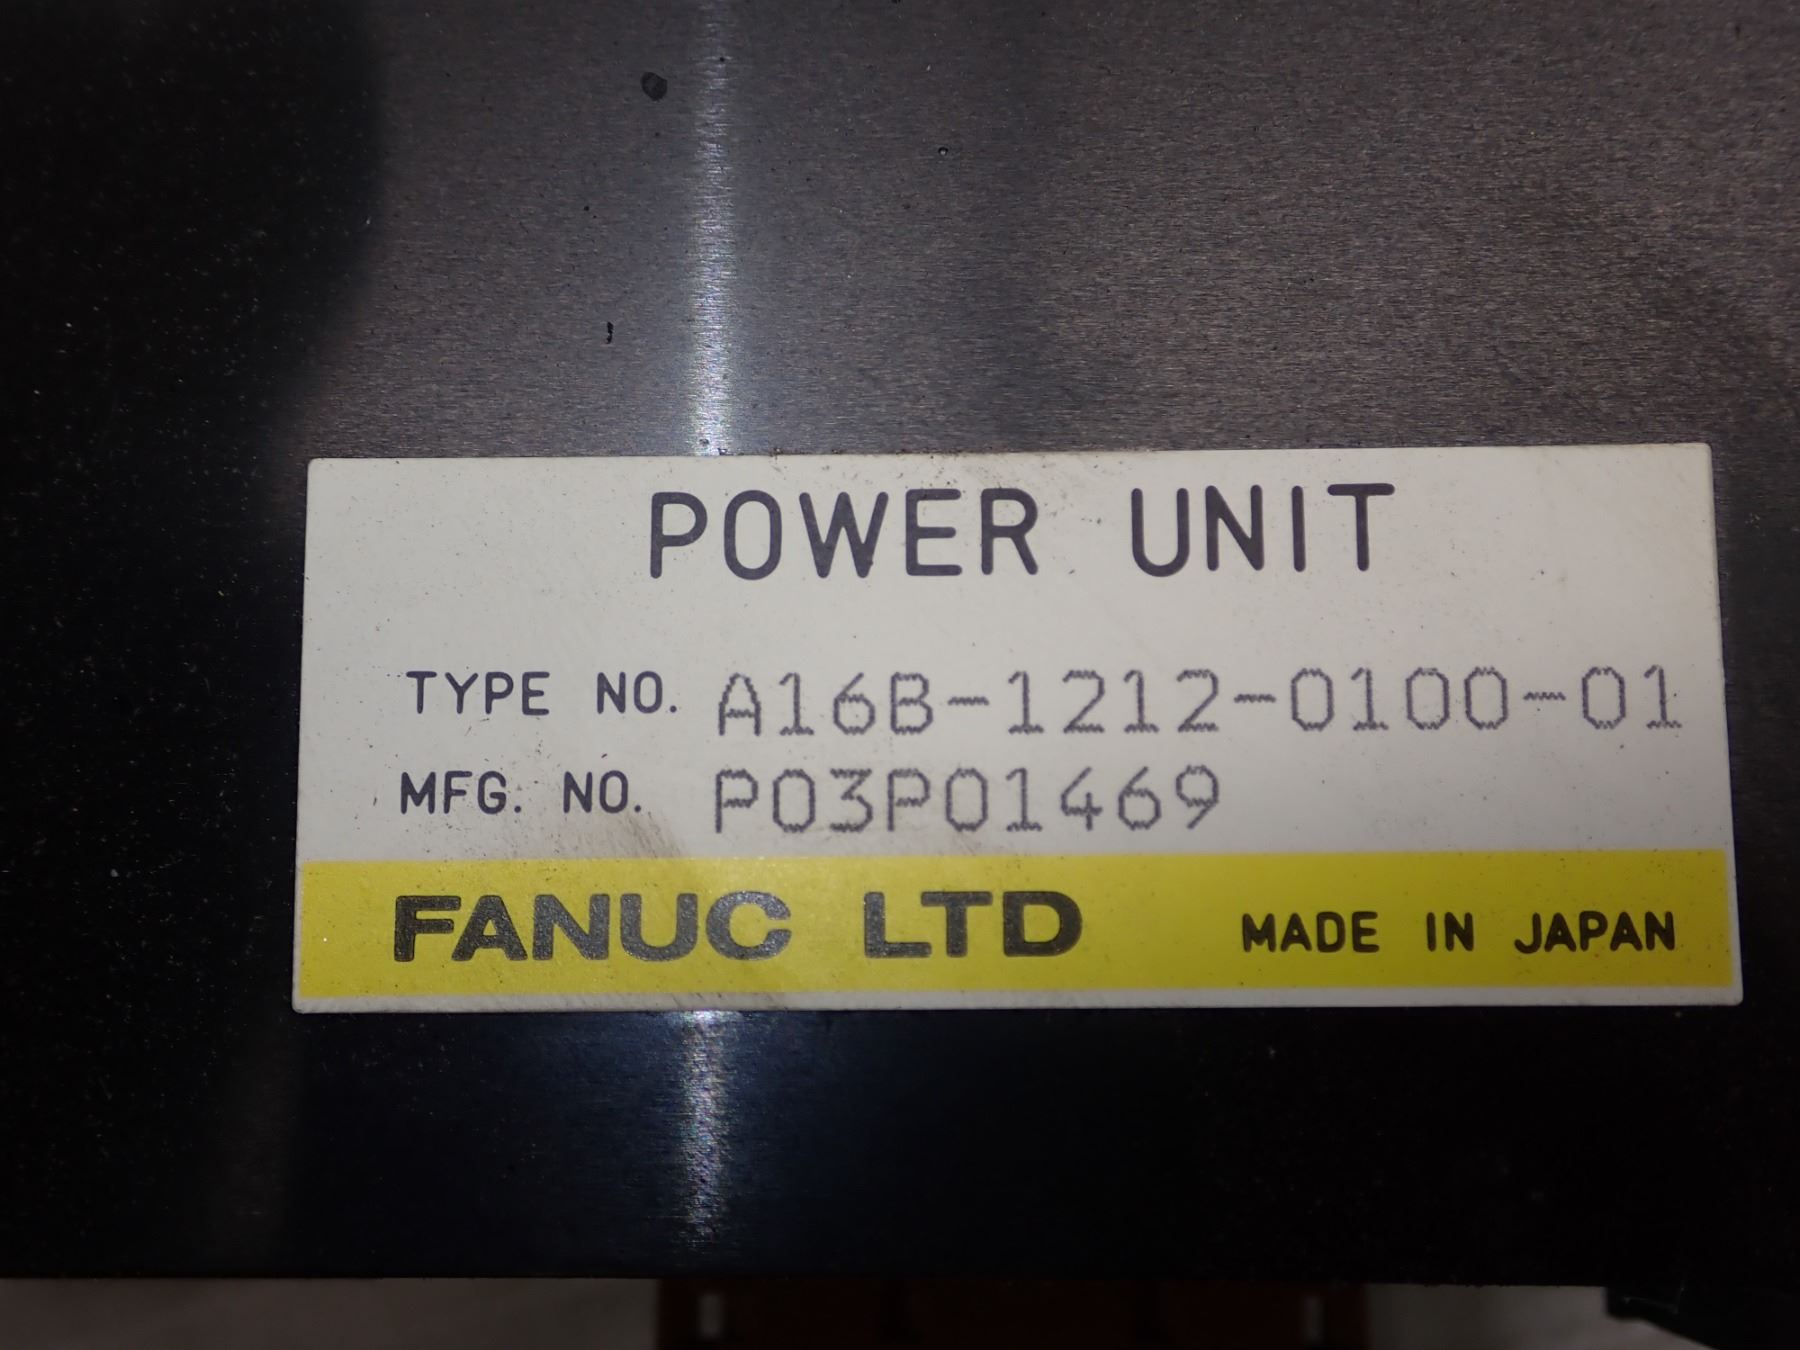 POWER UNIT
TYPE NO. A16B-1212-0100-01
MFG. NO. P03P01469
FANUC LTD MADE IN JAPAN